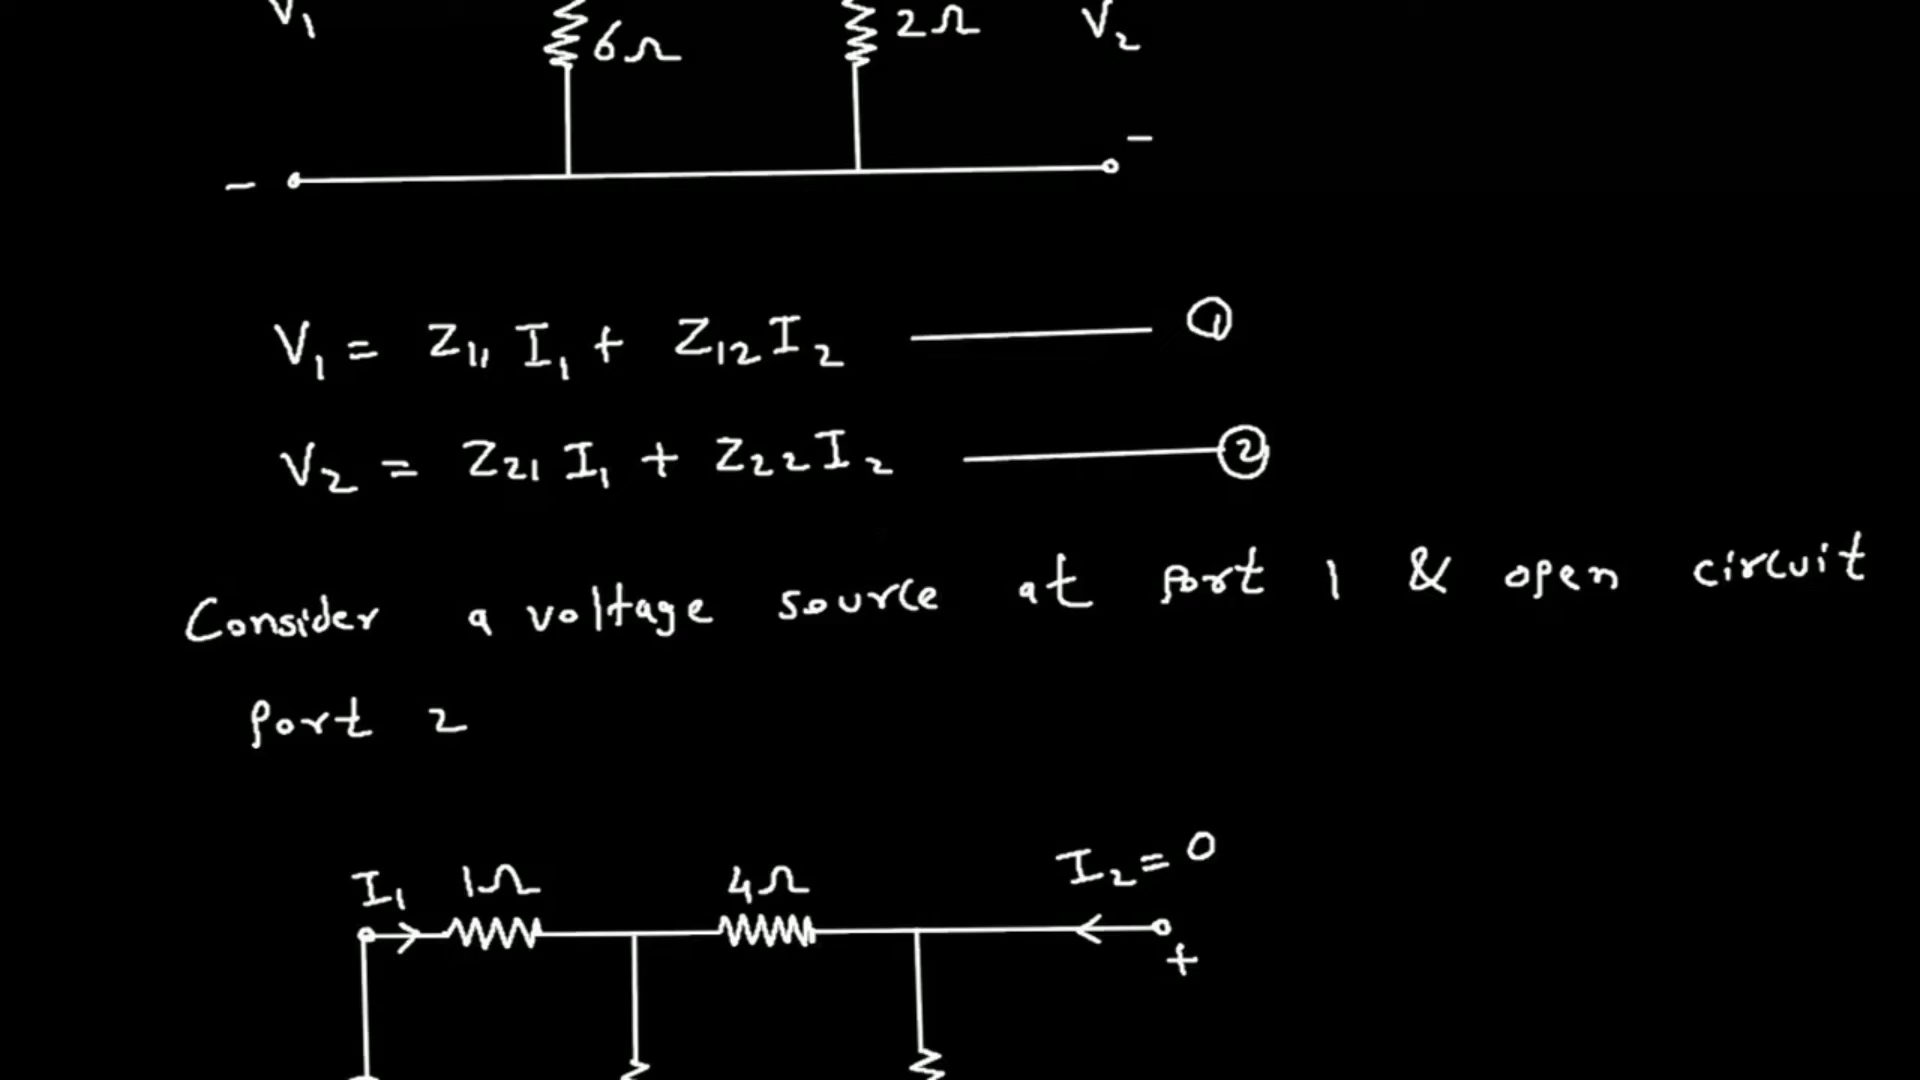 V₁ 6Ω 2Ω V₂
− −
V₁ = Z₁₁ I₁ + Z₁₂ I₂ ——— ①
V₂ = Z₂₁ I₁ + Z₂₂ I₂ ——— ②
Consider a voltage source at port 1 & open circuit
port 2
I₁ 1Ω 4Ω I₂ = 0
+